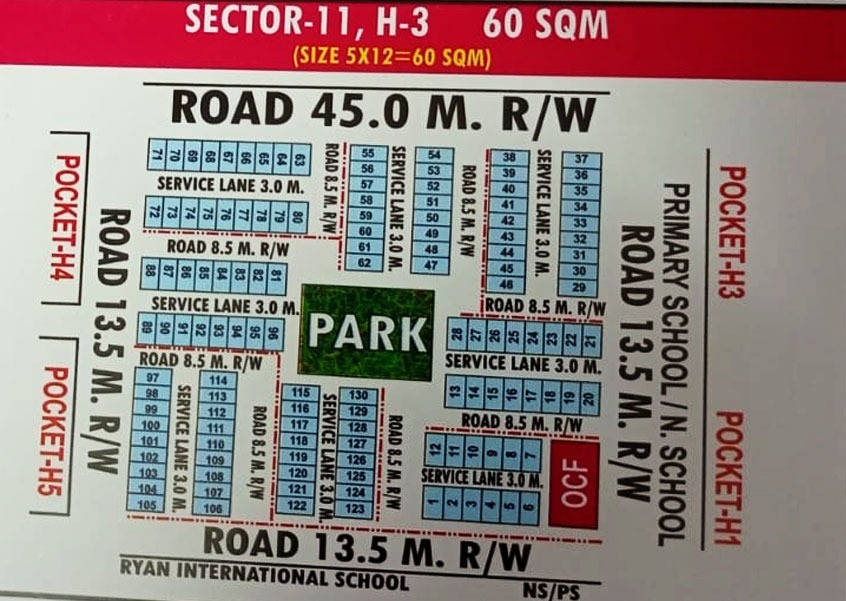 SECTOR-11, H-3 60 SQM
(SIZE 5X12=60 SQM)
ROAD 45.0 M. R/W
71 70 69 68 67 66 65 64 63
SERVICE LANE 3.0 M.
72 73 74 75 76 77 78 79 80
ROAD 8.5 M. R/W
88 87 86 85 84 83 82 81
SERVICE LANE 3.0 M.
89 90 91 92 93 94 95 96
ROAD 8.5 M. R/W
ROAD 8.5 M. R/W
55
56
57
58
59
60
61
62
SERVICE LANE 3.0 M.
54
53
52
51
50
49
48
47
ROAD 8.5 M. R/W
38
39
40
41
42
43
44
45
46
SERVICE LANE 3.0 M.
37
36
35
34
33
32
31
30
29
ROAD 8.5 M. R/W
PARK
28 27 26 25 24 23 22 21
SERVICE LANE 3.0 M.
13 14 15 16 17 18 19 20
ROAD 8.5 M. R/W
97
98
99
100
101
102
103
104
105
SERVICE LANE 3.0 M.
114
113
112
111
110
109
108
107
106
ROAD 8.5 M. R/W
115
116
117
118
119
120
121
122
SERVICE LANE 3.0 M.
130
129
128
127
126
125
124
123
ROAD 8.5 M. R/W
12 11 10 9 8 7
SERVICE LANE 3.0 M.
1 2 3 4 5 6
OCF
POCKET-H4
POCKET-H5
ROAD 13.5 M. R/W
ROAD 13.5 M. R/W
PRIMARY SCHOOL / N. SCHOOL
POCKET-H3
POCKET-H1
ROAD 13.5 M. R/W
RYAN INTERNATIONAL SCHOOL
NS/PS